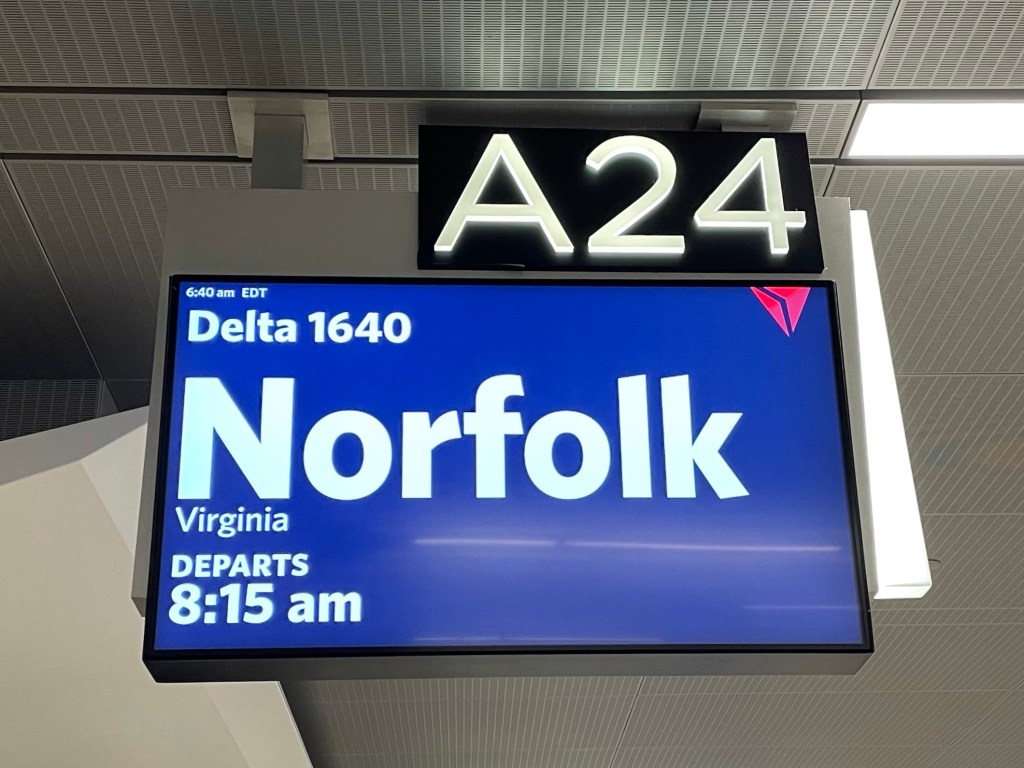 A24
6:40 am EDT
Delta 1640
Norfolk
Virginia
DEPARTS
8:15 am